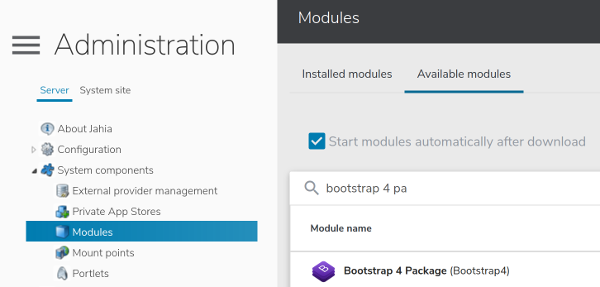 Administration
Server System site
About Jahia
Configuration
System components
External provider management
Private App Stores
Modules
Mount points
Portlets
Modules
Installed modules Available modules
Start modules automatically after download
bootstrap 4 pa
Module name
Bootstrap 4 Package (Bootstrap4)